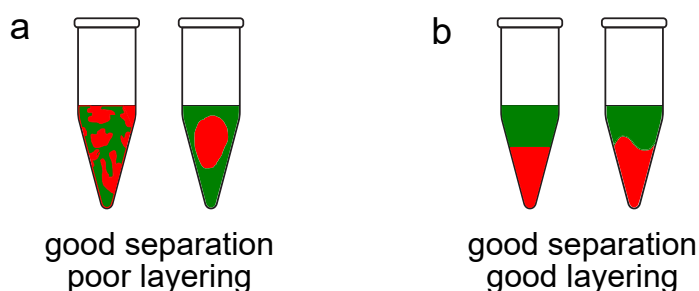 a
good separation
poor layering
b
good separation
good layering